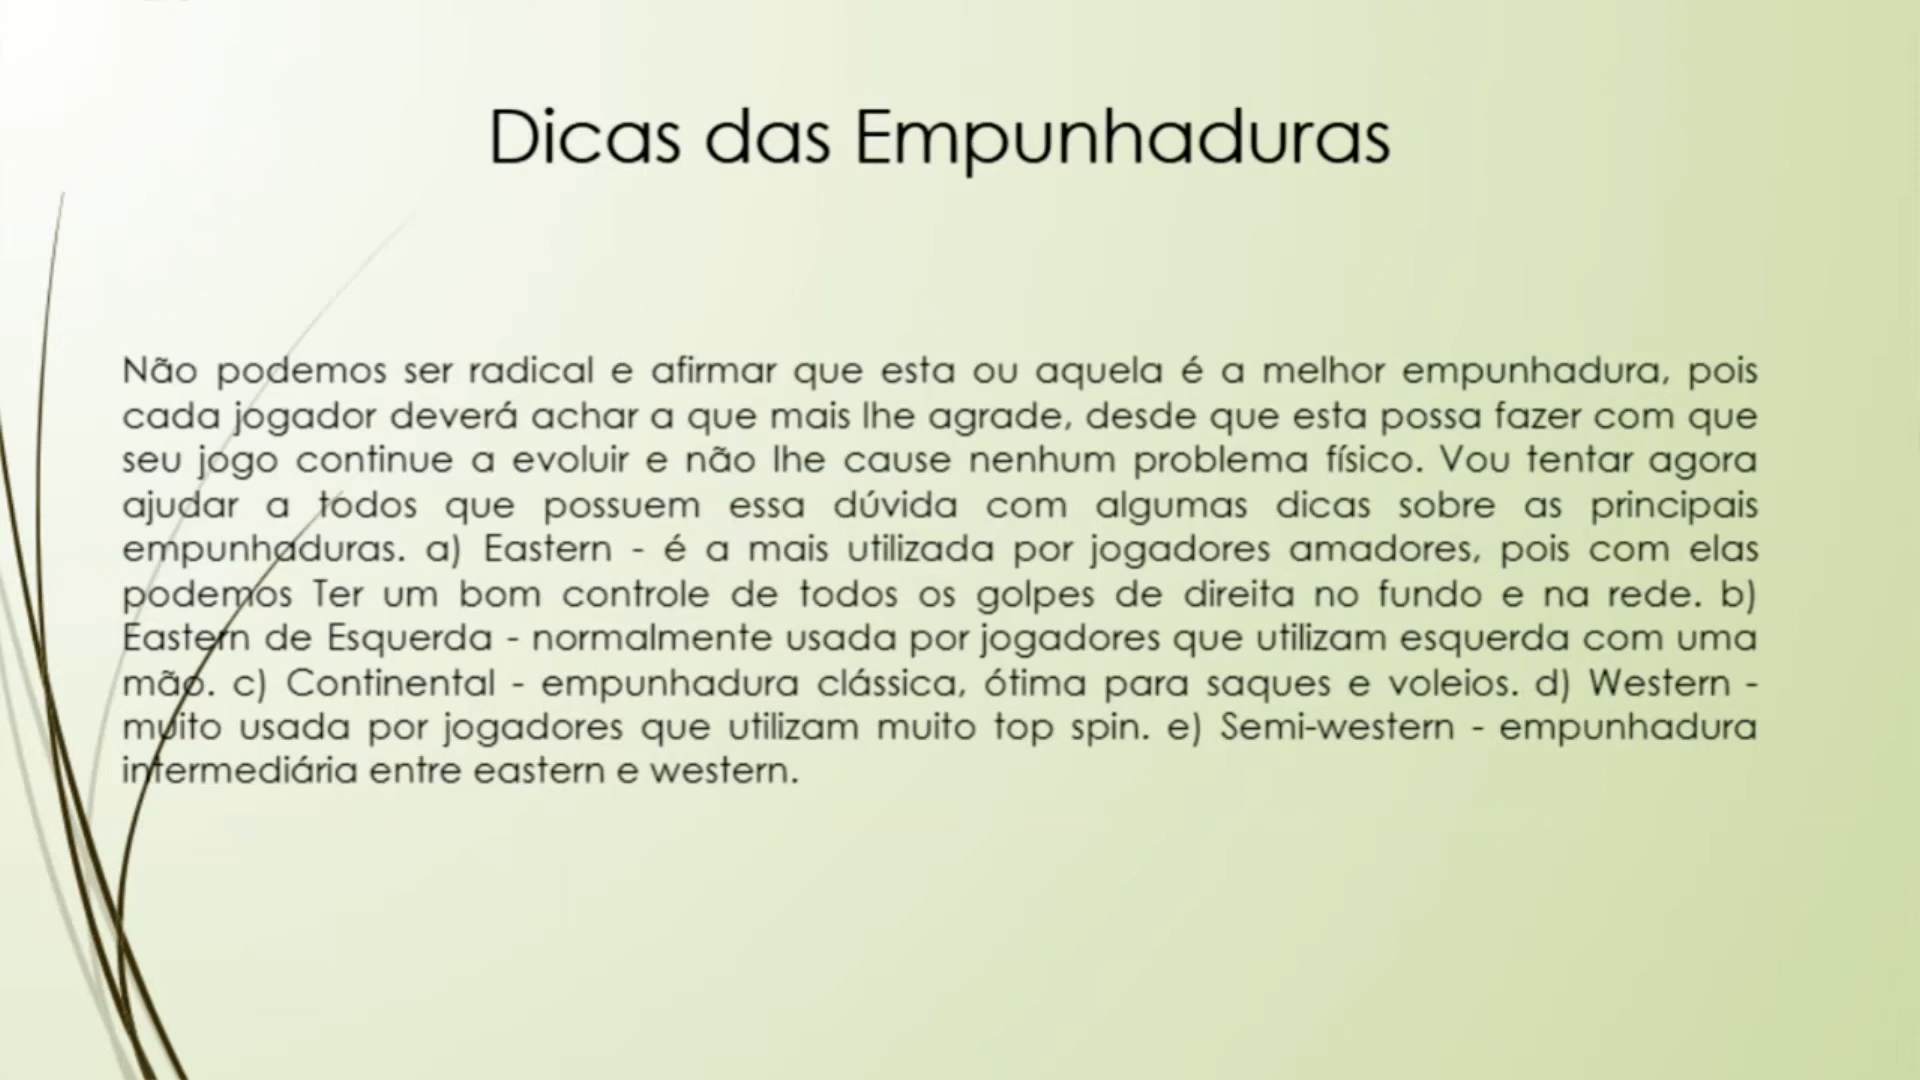 Dicas das Empunhaduras
Não podemos ser radical e afirmar que esta ou aquela é a melhor empunhadura, pois
cada jogador deverá achar a que mais lhe agrade, desde que esta possa fazer com que
seu jogo continue a evoluir e não lhe cause nenhum problema físico. Vou tentar agora
ajudar a todos que possuem essa dúvida com algumas dicas sobre as principais
empunhaduras. a) Eastern - é a mais utilizada por jogadores amadores, pois com elas
podemos Ter um bom controle de todos os golpes de direita no fundo e na rede. b)
Eastern de Esquerda - normalmente usada por jogadores que utilizam esquerda com uma
mão. c) Continental - empunhadura clássica, ótima para saques e voleios. d) Western -
muito usada por jogadores que utilizam muito top spin. e) Semi-western - empunhadura
intermediária entre eastern e western.